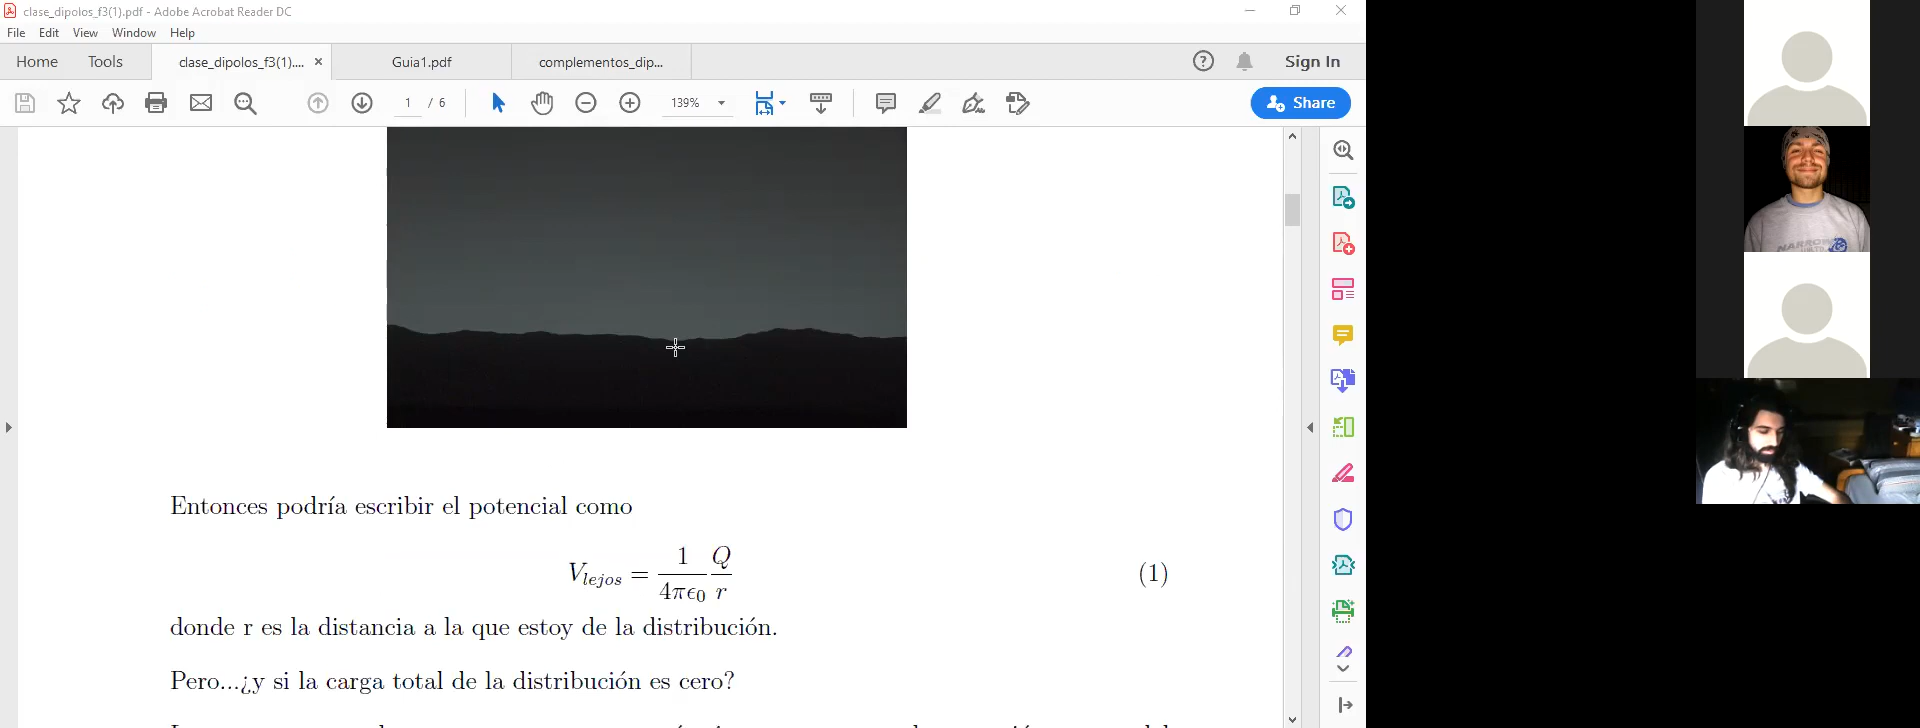 clase_dipolos_f3(1).pdf - Adobe Acrobat Reader DC
File Edit View Window Help
Home Tools clase_dipolos_f3(1).... × Guia1.pdf complementos_dip... Sign In
1 / 6 139% Share
Entonces podría escribir el potencial como
V_{lejos} = \frac{1}{4\pi\epsilon_0} \frac{Q}{r} (1)
donde r es la distancia a la que estoy de la distribución.
Pero...¿y si la carga total de la distribución es cero?
NARROW